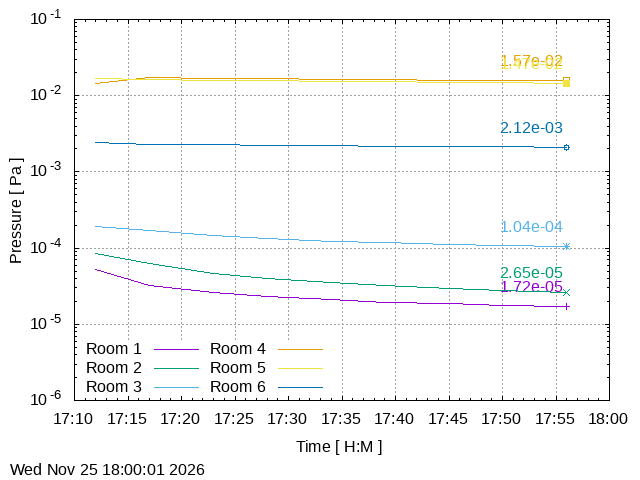 10^-1
10^-2
10^-3
10^-4
10^-5
10^-6
Pressure [ Pa ]
1.57e-02
2.12e-03
1.04e-04
2.65e-05
1.72e-05
Room 1 Room 4
Room 2 Room 5
Room 3 Room 6
17:10 17:15 17:20 17:25 17:30 17:35 17:40 17:45 17:50 17:55 18:00
Time [ H:M ]
Wed Nov 25 18:00:01 2026